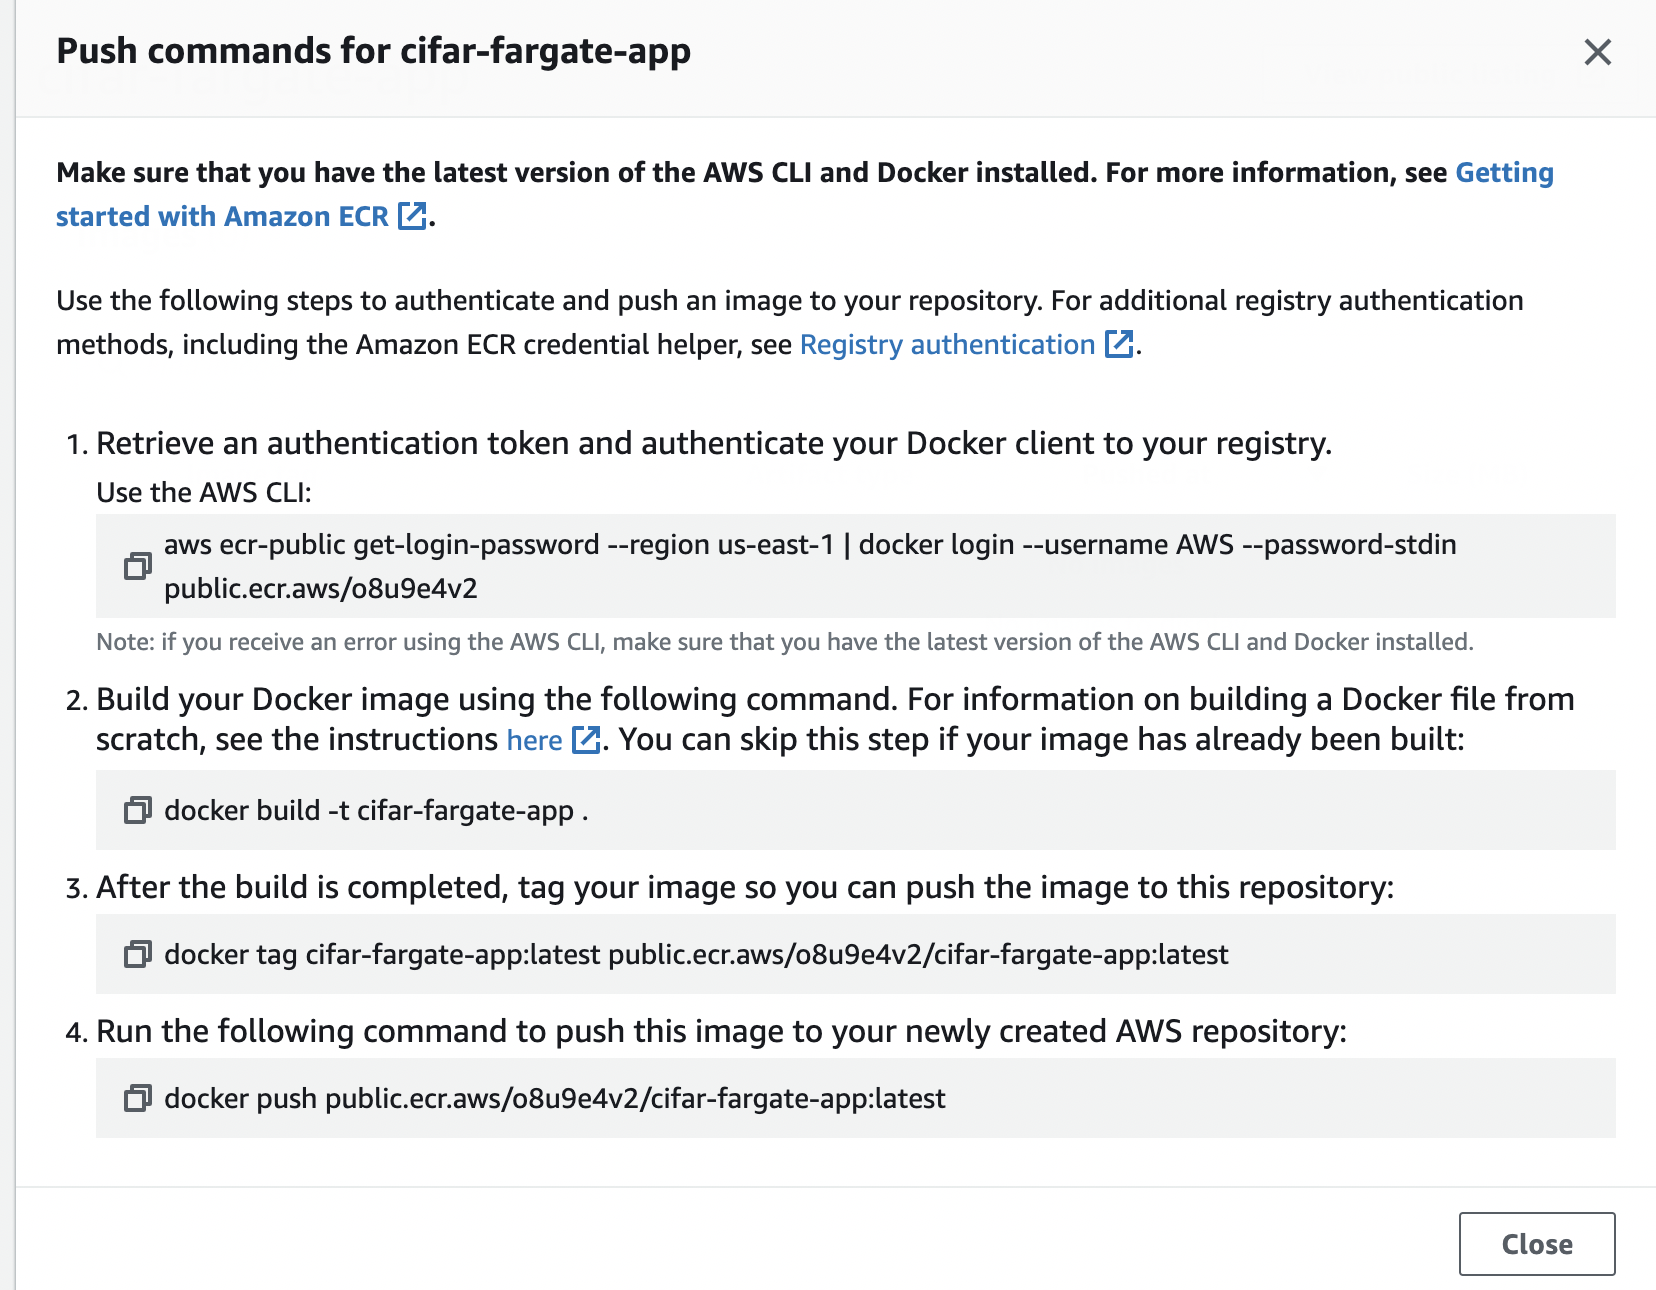 Push commands for cifar-fargate-app
Make sure that you have the latest version of the AWS CLI and Docker installed. For more information, see Getting
started with Amazon ECR.
Use the following steps to authenticate and push an image to your repository. For additional registry authentication
methods, including the Amazon ECR credential helper, see Registry authentication.
1. Retrieve an authentication token and authenticate your Docker client to your registry.
Use the AWS CLI:
aws ecr-public get-login-password --region us-east-1 | docker login --username AWS --password-stdin
public.ecr.aws/o8u9e4v2
Note: if you receive an error using the AWS CLI, make sure that you have the latest version of the AWS CLI and Docker installed.
2. Build your Docker image using the following command. For information on building a Docker file from
scratch, see the instructions here. You can skip this step if your image has already been built:
docker build -t cifar-fargate-app .
3. After the build is completed, tag your image so you can push the image to this repository:
docker tag cifar-fargate-app:latest public.ecr.aws/o8u9e4v2/cifar-fargate-app:latest
4. Run the following command to push this image to your newly created AWS repository:
docker push public.ecr.aws/o8u9e4v2/cifar-fargate-app:latest
Close